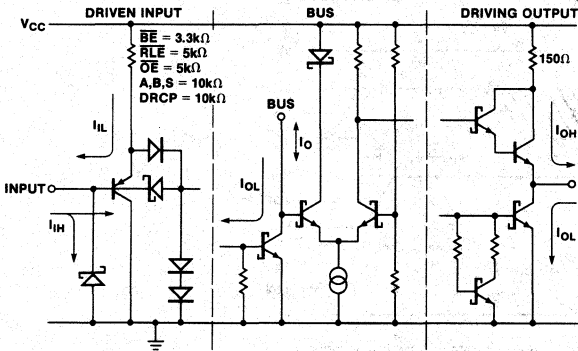 DRIVEN INPUT
BUS
DRIVING OUTPUT
VCC
BE = 3.3kΩ
RLE = 5kΩ
OE = 5kΩ
A,B,S = 10kΩ
DRCP = 10kΩ
150Ω
BUS
IIL
IO
IOH
INPUT
IOL
IIH
IOL